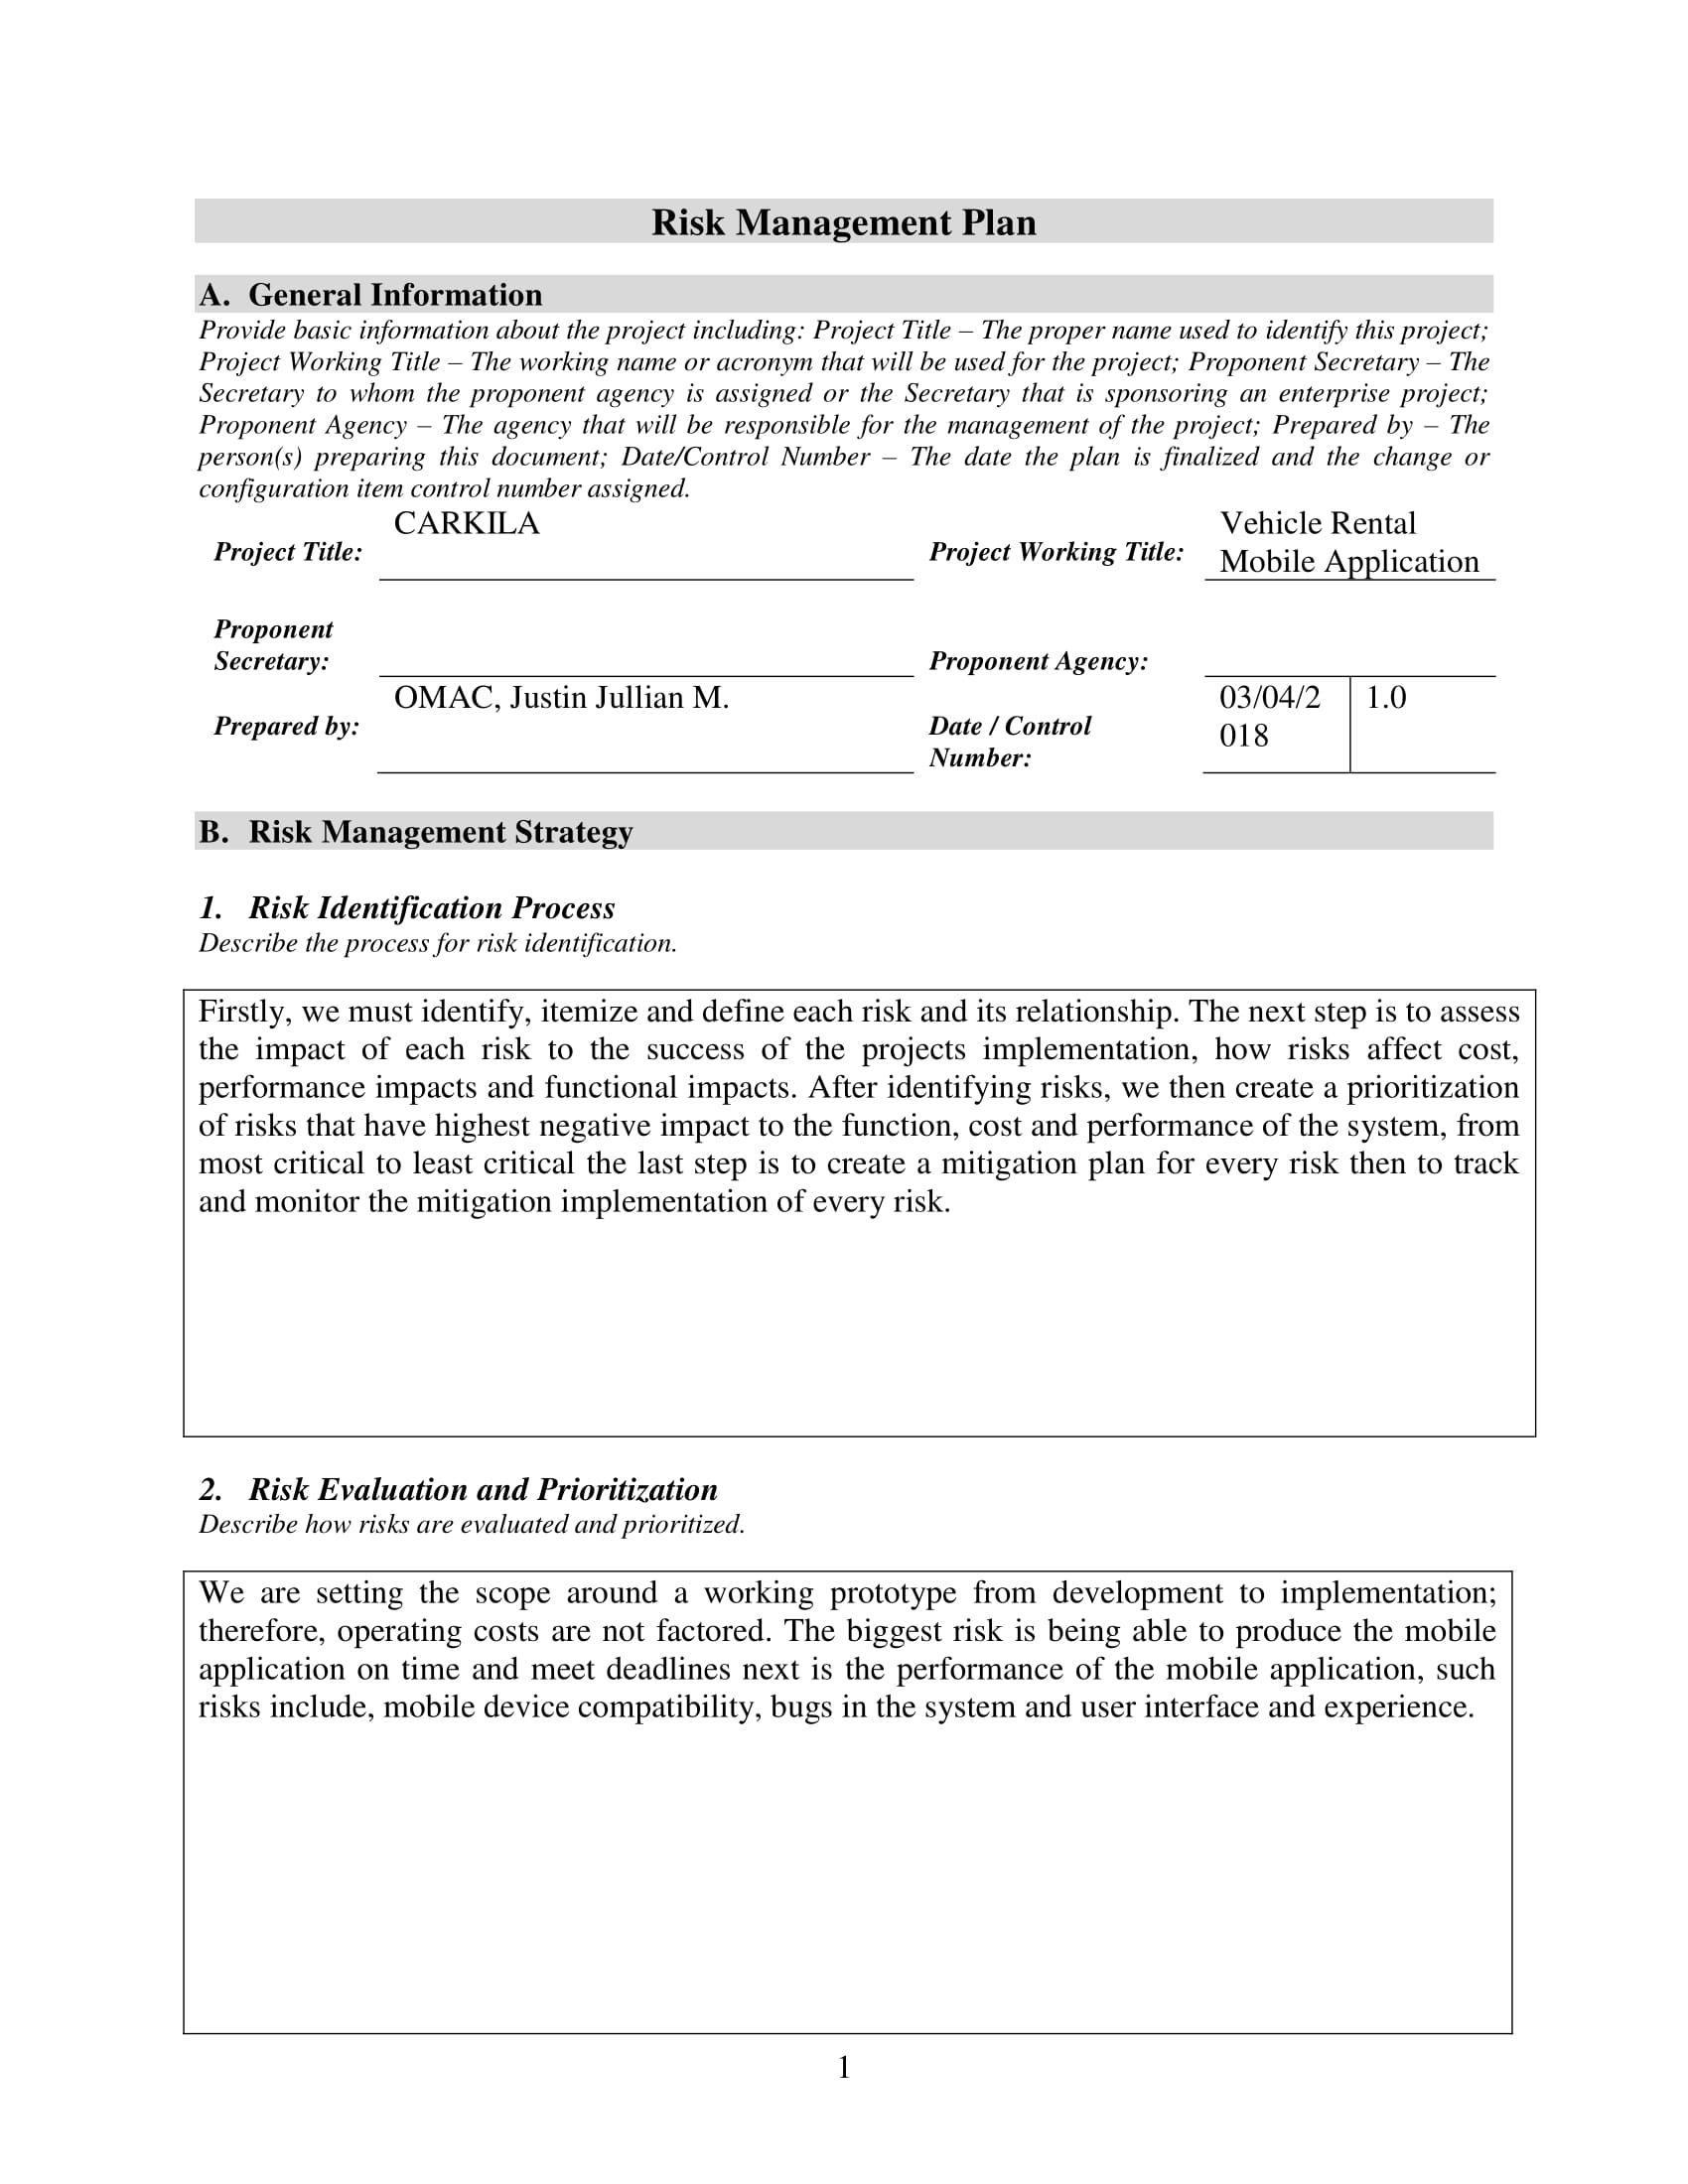 Risk Management Plan
A. General Information
Provide basic information about the project including: Project Title – The proper name used to identify this project;
Project Working Title – The working name or acronym that will be used for the project; Proponent Secretary – The
Secretary to whom the proponent agency is assigned or the Secretary that is sponsoring an enterprise project;
Proponent Agency – The agency that will be responsible for the management of the project; Prepared by – The
person(s) preparing this document; Date/Control Number – The date the plan is finalized and the change or
configuration item control number assigned.
Project Title:
CARKILA
Project Working Title:
Vehicle Rental
Mobile Application
Proponent
Secretary:
Proponent Agency:
Prepared by:
OMAC, Justin Jullian M.
Date / Control
Number:
03/04/2
018
1.0
B. Risk Management Strategy
1. Risk Identification Process
Describe the process for risk identification.
Firstly, we must identify, itemize and define each risk and its relationship. The next step is to assess
the impact of each risk to the success of the projects implementation, how risks affect cost,
performance impacts and functional impacts. After identifying risks, we then create a prioritization
of risks that have highest negative impact to the function, cost and performance of the system, from
most critical to least critical the last step is to create a mitigation plan for every risk then to track
and monitor the mitigation implementation of every risk.
2. Risk Evaluation and Prioritization
Describe how risks are evaluated and prioritized.
We are setting the scope around a working prototype from development to implementation;
therefore, operating costs are not factored. The biggest risk is being able to produce the mobile
application on time and meet deadlines next is the performance of the mobile application, such
risks include, mobile device compatibility, bugs in the system and user interface and experience.
1